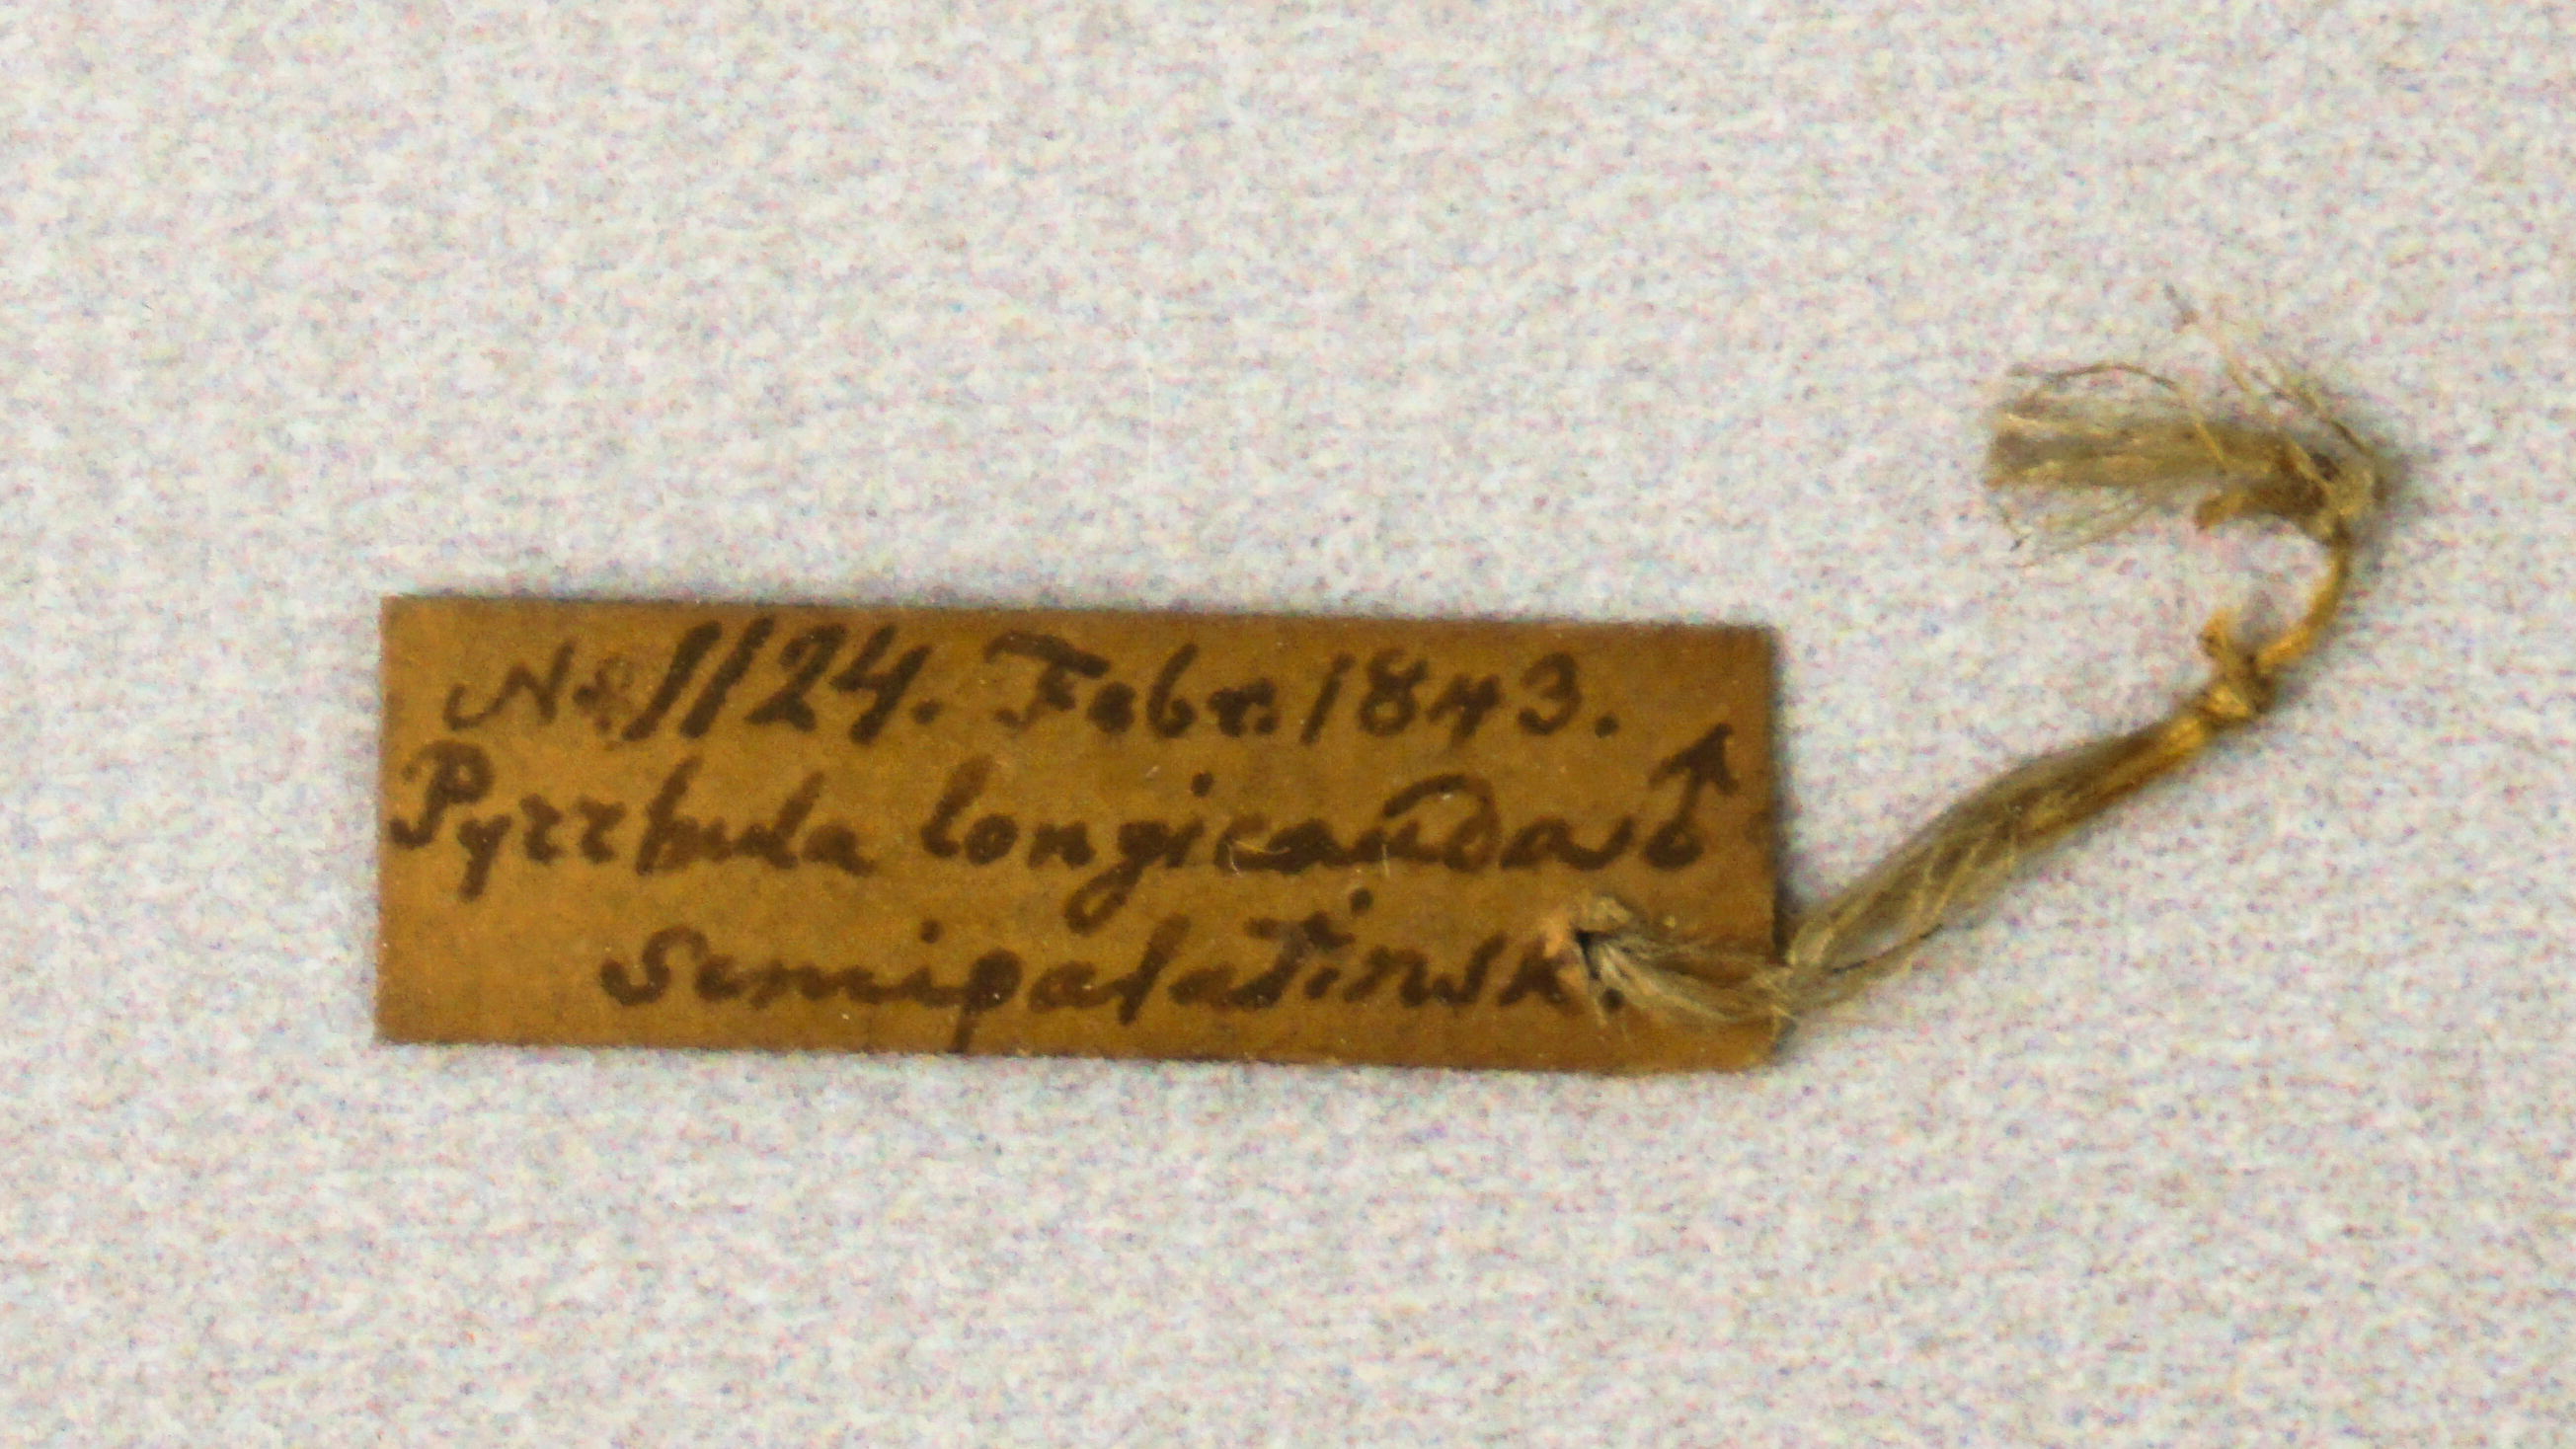 No 1124. Febr. 1843.
Pyrrhula longicauda ♂
Semipalatinsk.